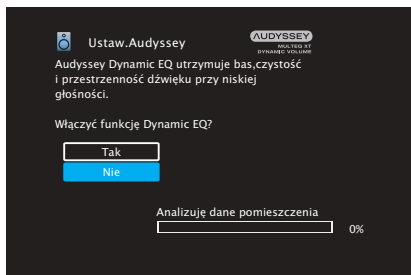 Ustaw.Audyssey
AUDYSSEY
MULTEQ XT
DYNAMIC VOLUME
Audyssey Dynamic EQ utrzymuje bas,czystość
i przestrzenność dźwięku przy niskiej
głośności.
Włączyć funkcję Dynamic EQ?
Tak
Nie
Analizuję dane pomieszczenia
0%